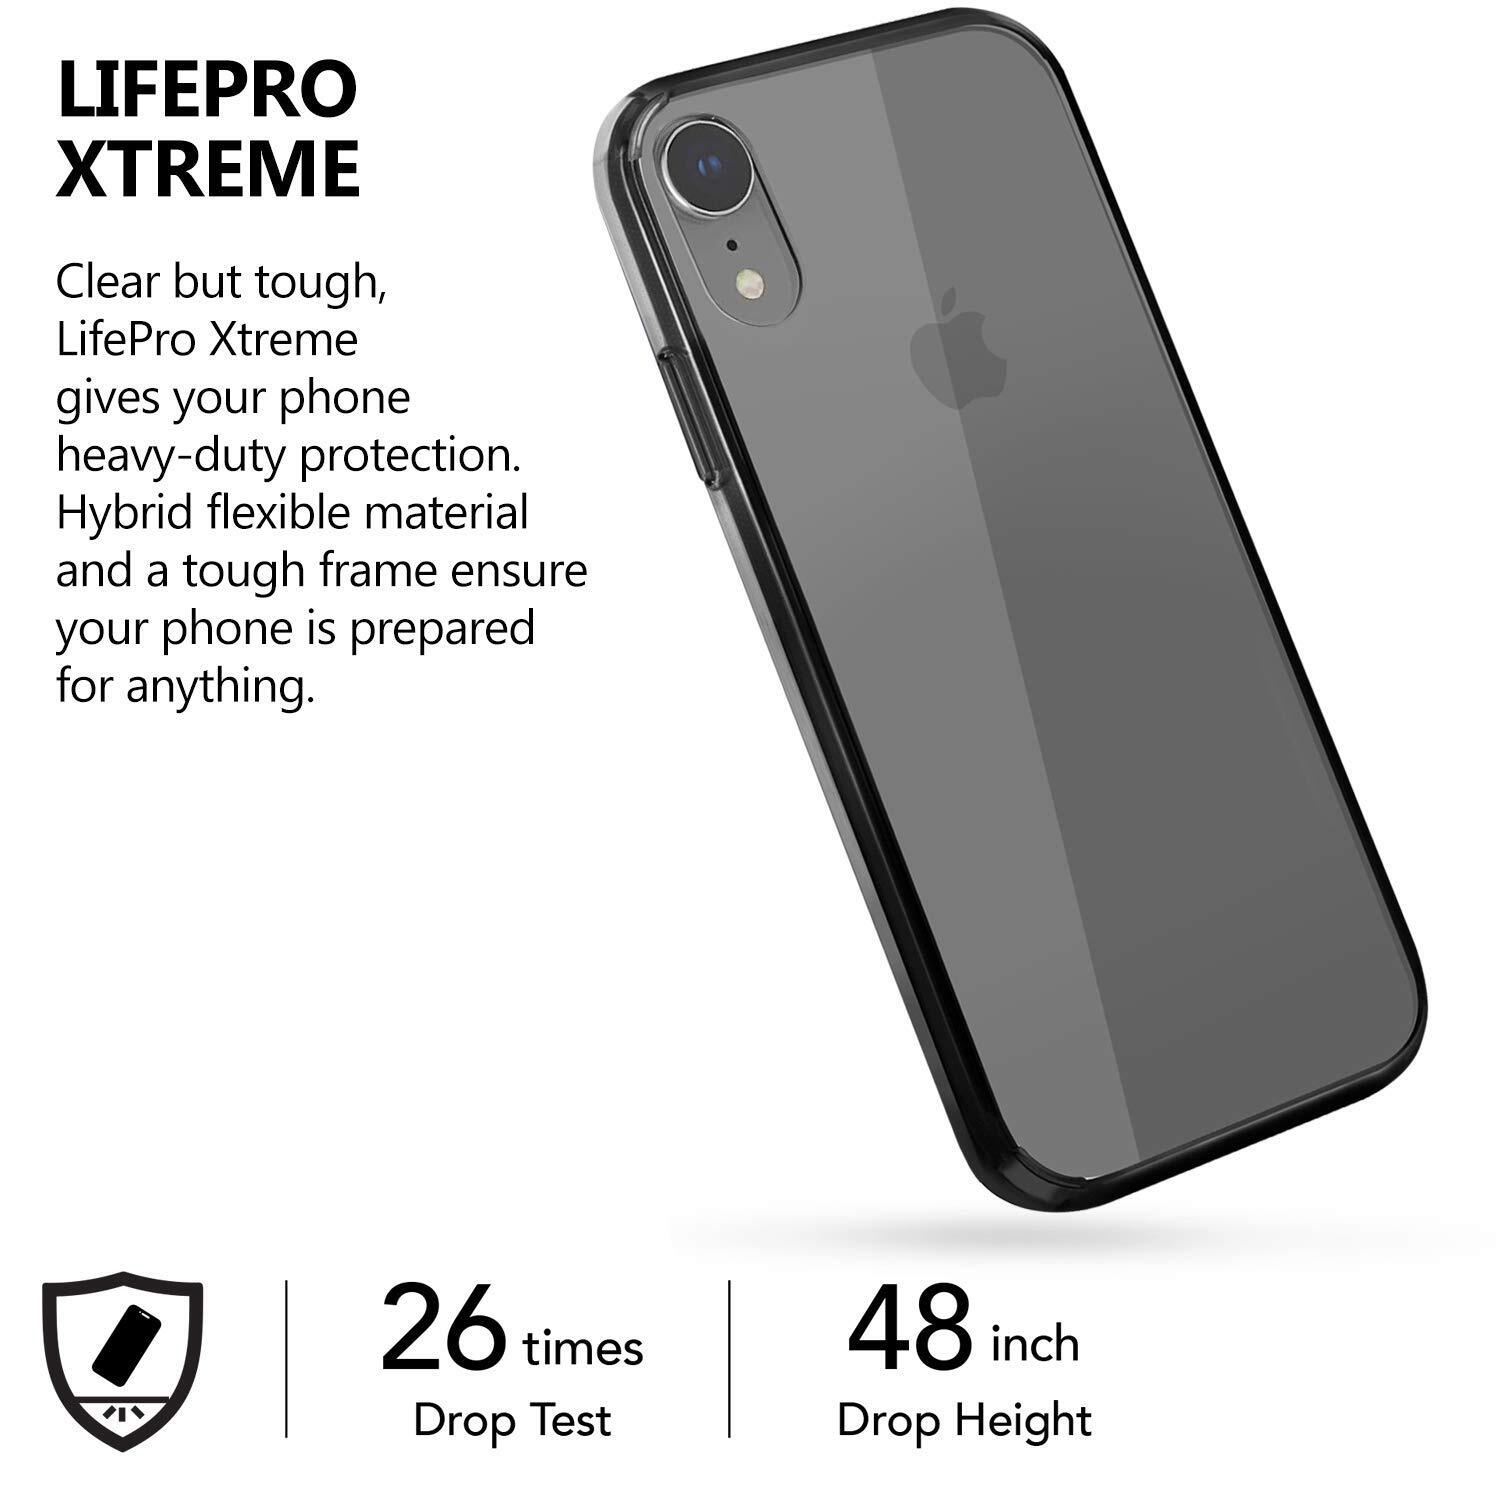 LIFEPRO
XTREME
Clear but tough,
LifePro Xtreme
gives your phone
heavy-duty protection.
Hybrid flexible material
and a tough frame ensure
your phone is prepared
for anything.
26 times
Drop Test
48 inch
Drop Height